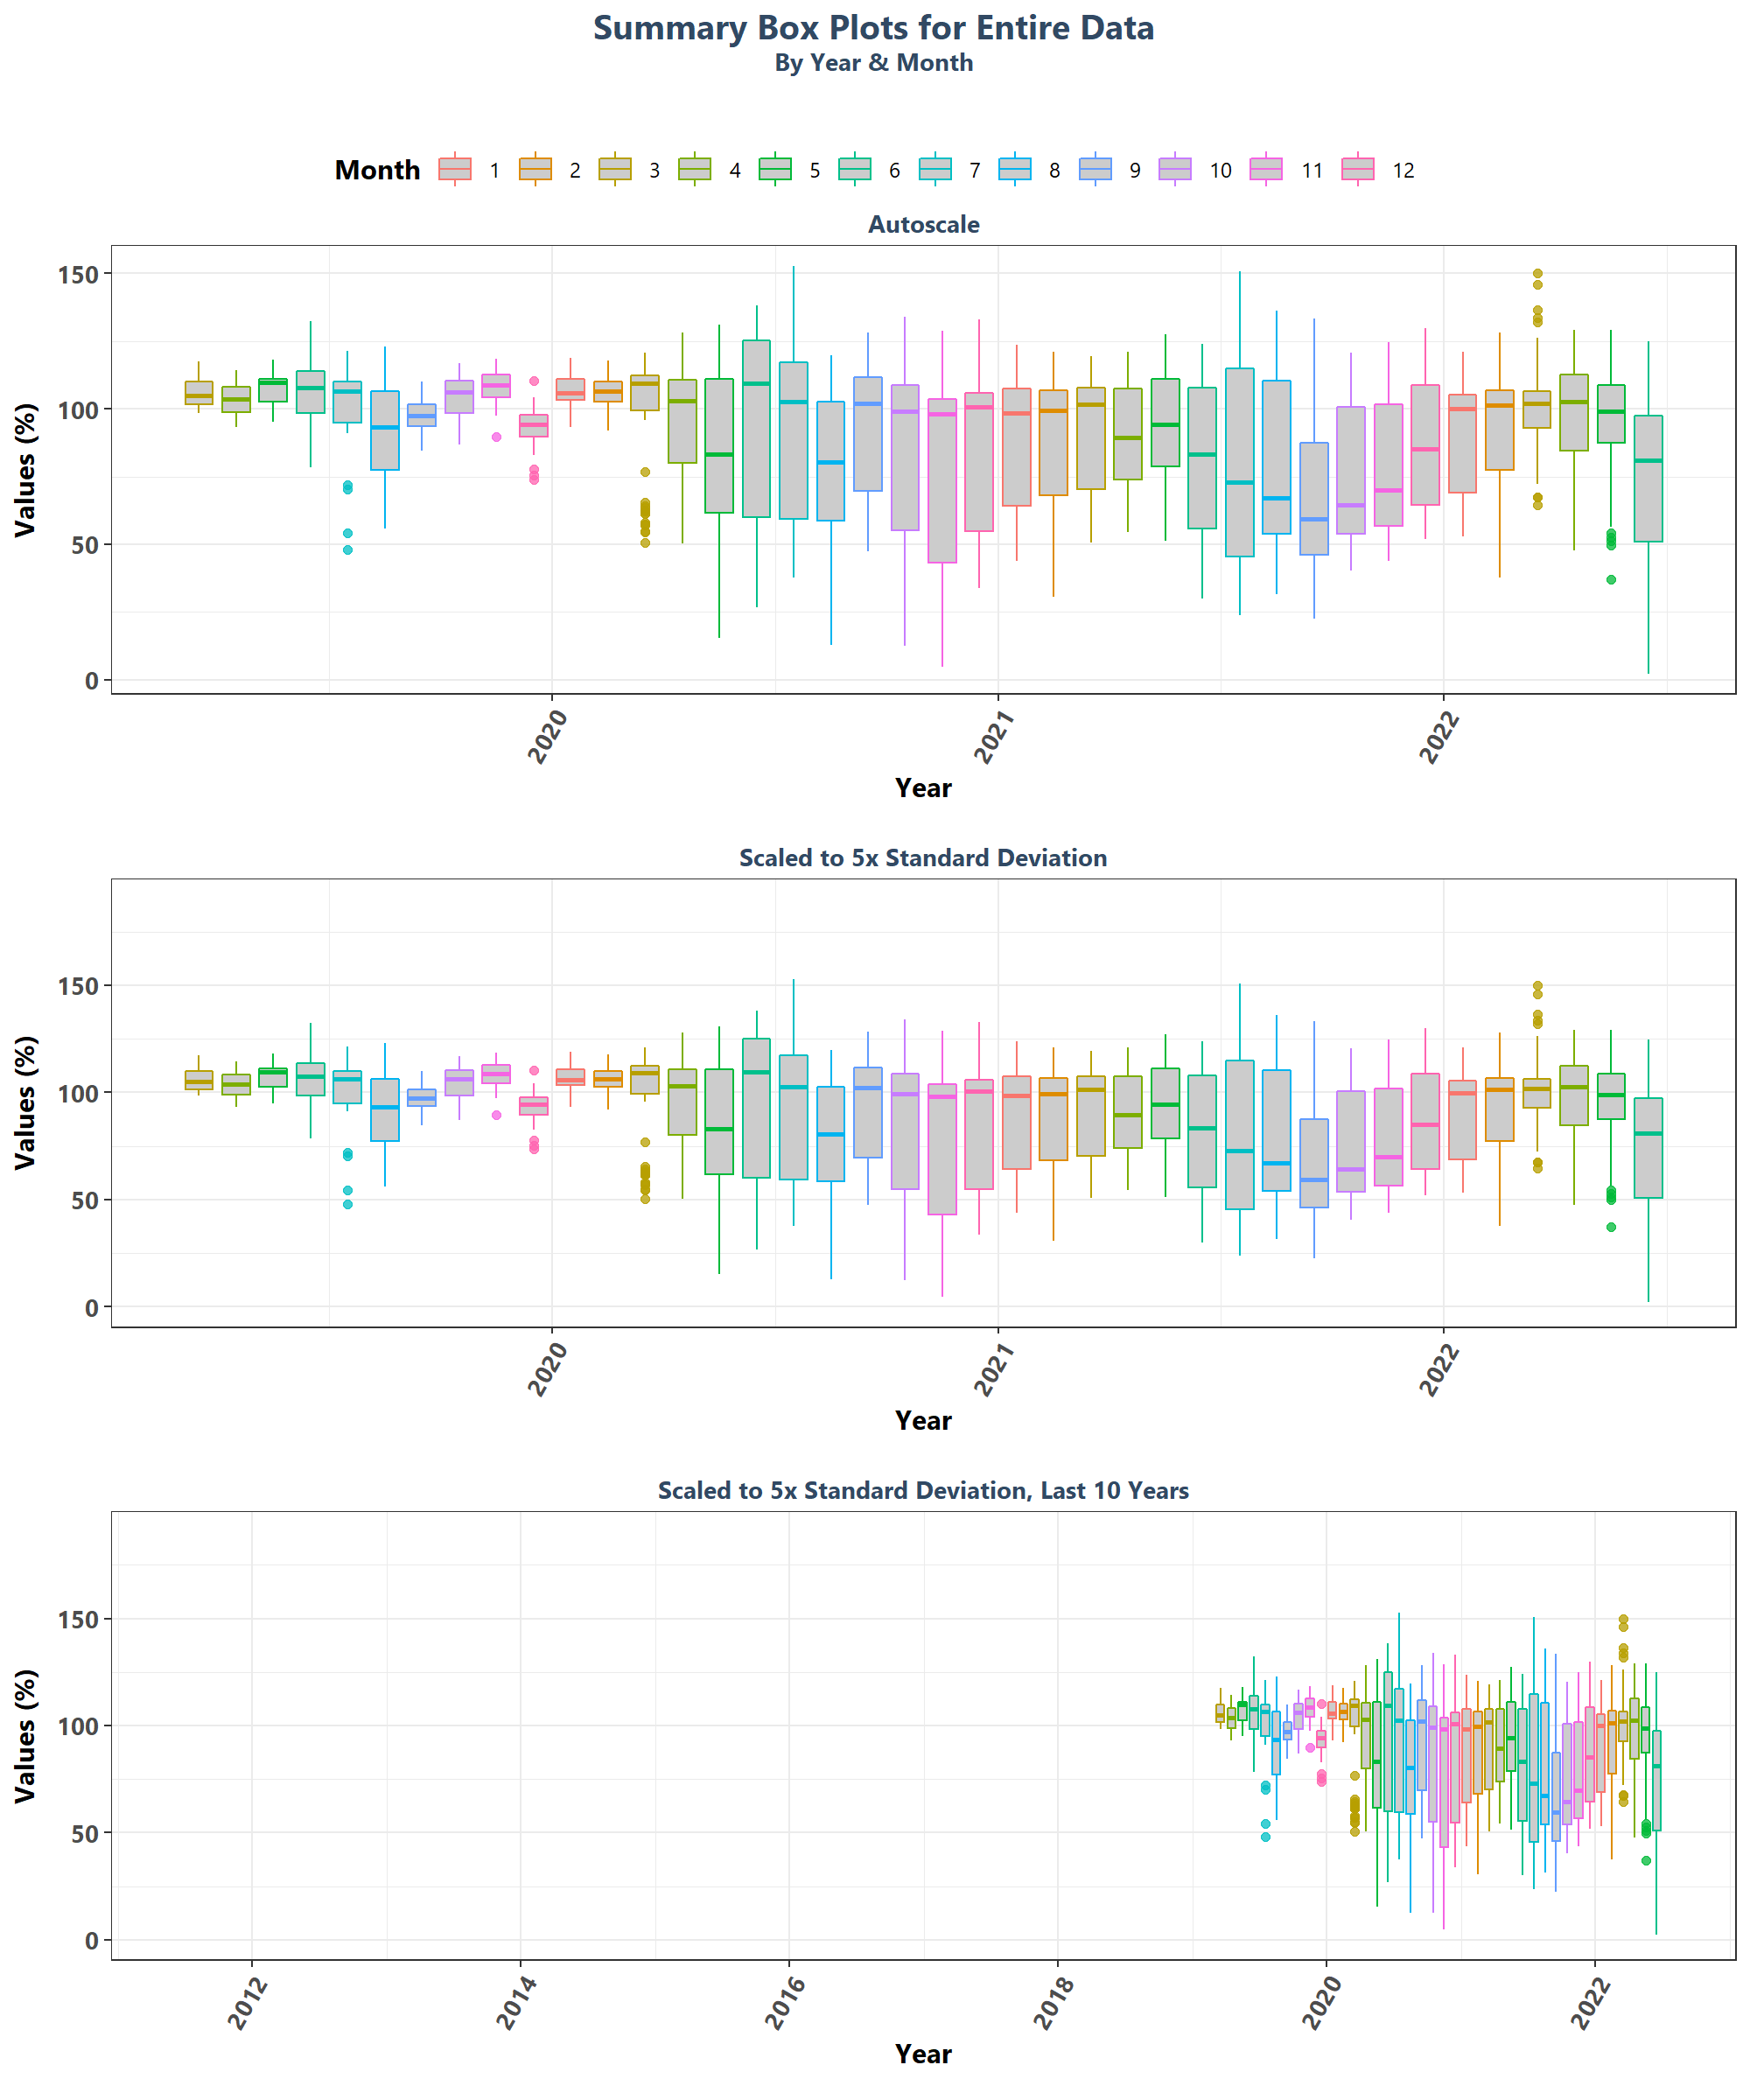 Summary Box Plots for Entire Data
By Year & Month
Month 1 2 3 4 5 6 7 8 9 10 11 12
Autoscale
Values (%)
150
100
50
0
2020 2021 2022
Year
Scaled to 5x Standard Deviation
Values (%)
150
100
50
0
2020 2021 2022
Year
Scaled to 5x Standard Deviation, Last 10 Years
Values (%)
150
100
50
0
2012 2014 2016 2018 2020 2022
Year